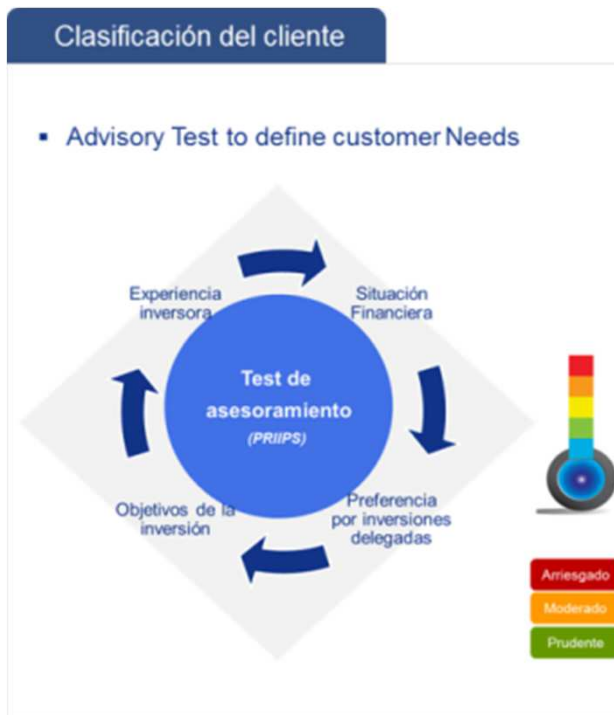 Clasificación del cliente
▪ Advisory Test to define customer Needs
Experiencia
inversora
Situación
Financiera
Test de
asesoramiento
(PRIIPS)
Objetivos de la
inversión
Preferencia
por inversiones
delegadas
Arriesgado
Moderado
Prudente